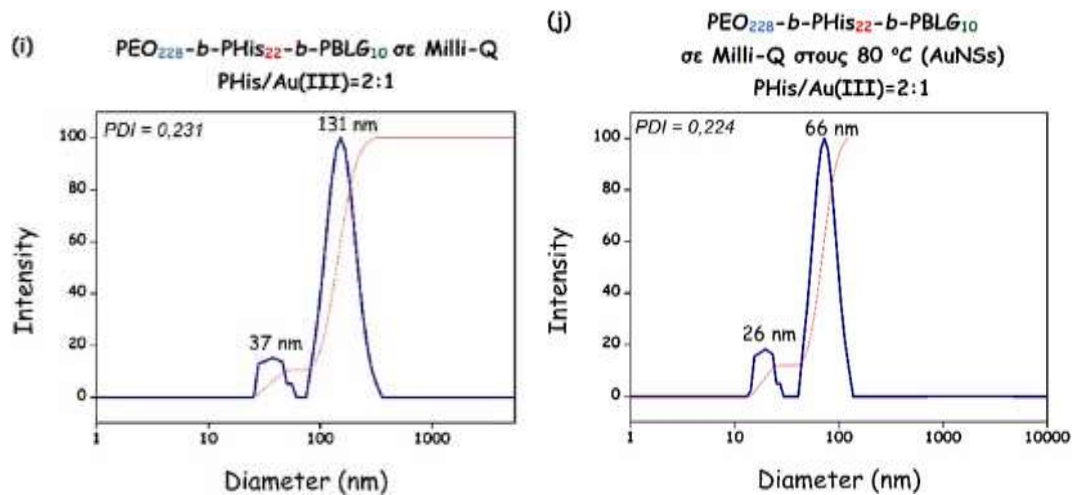 (i)
PEO228-b-PHis22-b-PBLG10 σε Milli-Q
PHis/Au(III)=2:1
PDI = 0,231
131 nm
37 nm
100
80
60
40
20
0
Intensity
1
10
100
1000
Diameter (nm)
(j)
PEO228-b-PHis22-b-PBLG10
σε Milli-Q στους 80 °C (AuNSs)
PHis/Au(III)=2:1
PDI = 0,224
66 nm
26 nm
100
80
60
40
20
0
Intensity
1
10
100
1000
10000
Diameter (nm)